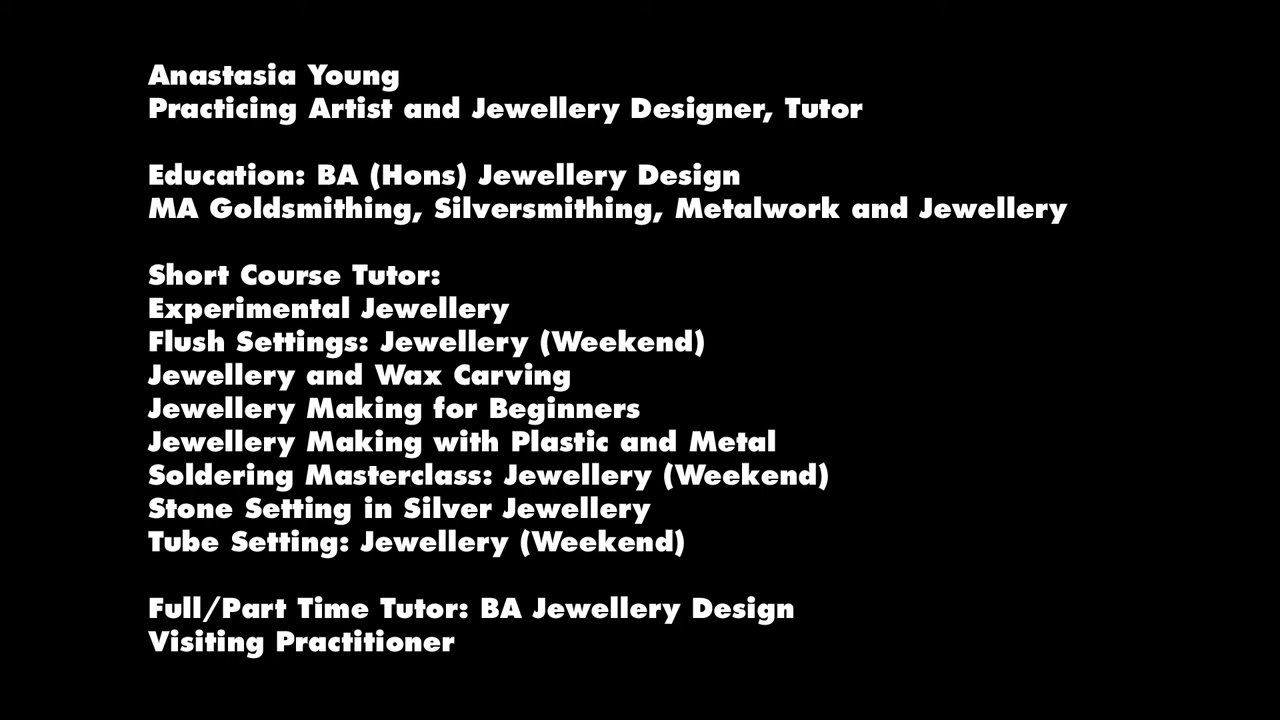 Anastasia Young
Practicing Artist and Jewellery Designer, Tutor
Education: BA (Hons) Jewellery Design
MA Goldsmithing, Silversmithing, Metalwork and Jewellery
Short Course Tutor:
Experimental Jewellery
Flush Settings: Jewellery (Weekend)
Jewellery and Wax Carving
Jewellery Making for Beginners
Jewellery Making with Plastic and Metal
Soldering Masterclass: Jewellery (Weekend)
Stone Setting in Silver Jewellery
Tube Setting: Jewellery (Weekend)
Full/Part Time Tutor: BA Jewellery Design
Visiting Practitioner